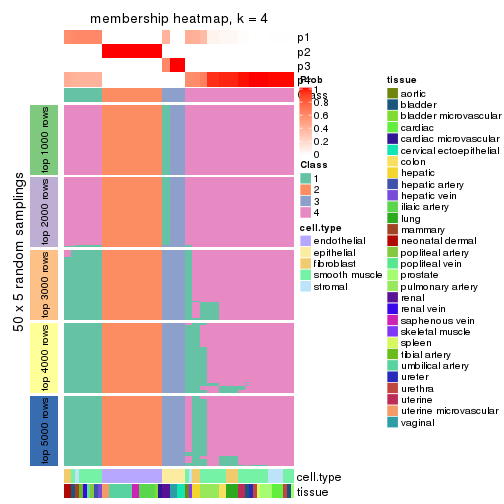 membership heatmap, k = 4
p1
p2
p3
p4
Class
cell.type
tissue
50 x 5 random samplings
top 1000 rows
top 2000 rows
top 3000 rows
top 4000 rows
top 5000 rows
Prob
1
0.8
0.6
0.4
0.2
0
Class
1
2
3
4
cell.type
endothelial
epithelial
fibroblast
smooth muscle
stromal
tissue
aortic
bladder
bladder microvascular
cardiac
cardiac microvascular
cervical ectoepithelial
colon
hepatic
hepatic artery
hepatic vein
iliaic artery
lung
mammary
neonatal dermal
popliteal artery
popliteal vein
prostate
pulmonary artery
renal
renal vein
saphenous vein
skeletal muscle
spleen
tibial artery
umbilical artery
ureter
urethra
uterine
uterine microvascular
vaginal